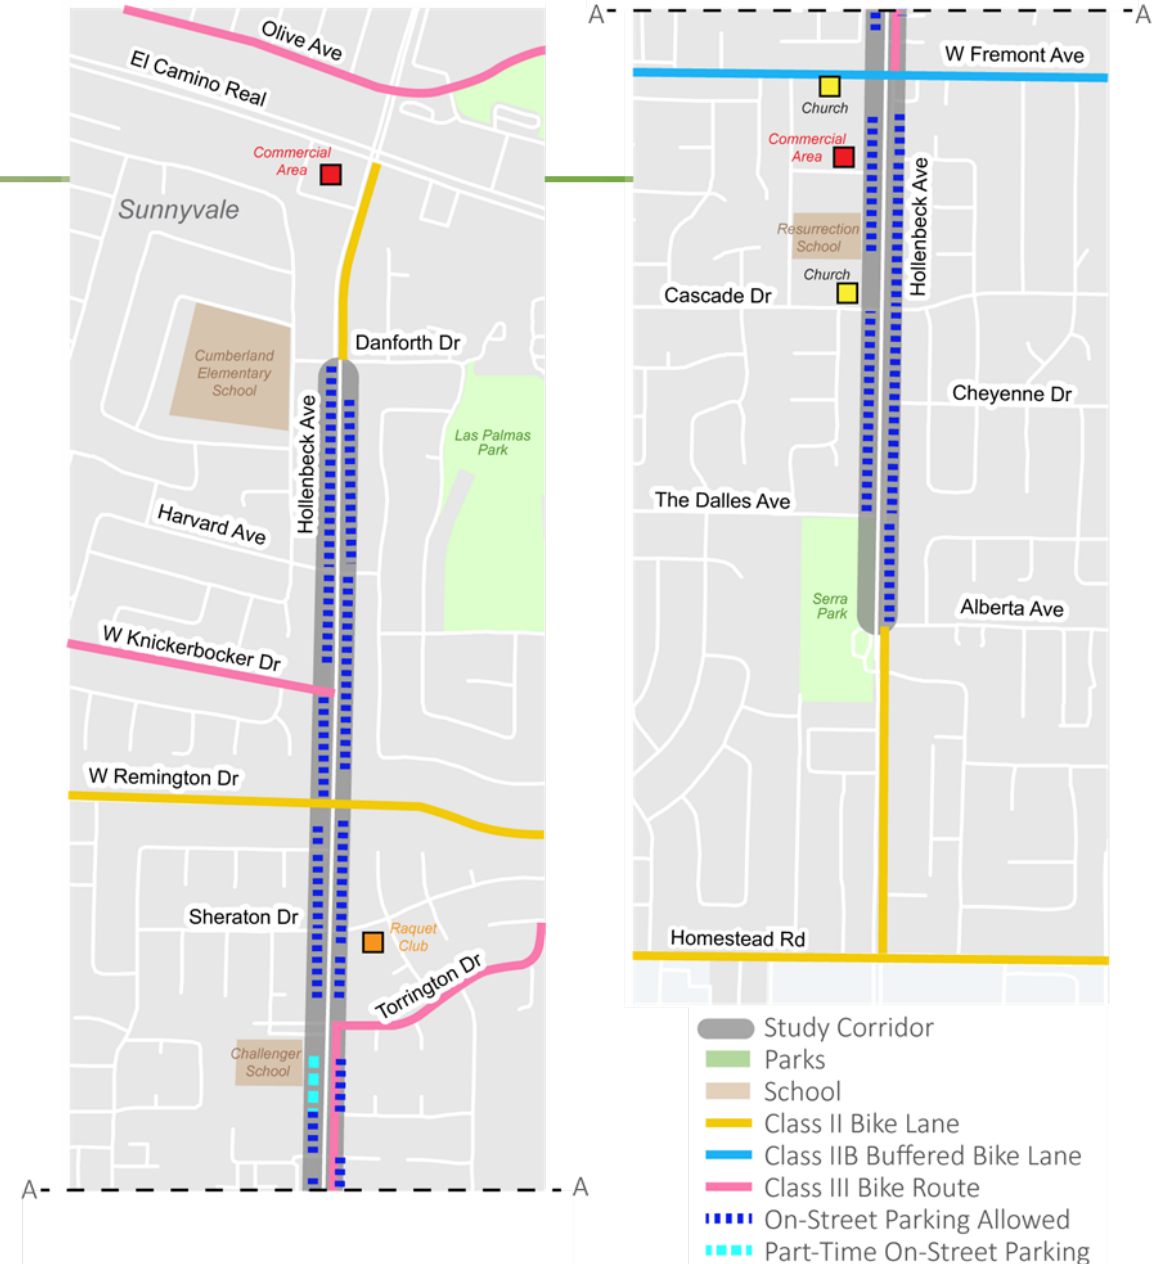 Olive Ave
El Camino Real
Commercial
Area
Sunnyvale
Danforth Dr
Cumberland
Elementary
School
Hollenbeck Ave
Las Palmas
Park
Harvard Ave
W Knickerbocker Dr
W Remington Dr
Sheraton Dr
Raquet
Club
Torrington Dr
Challenger
School
A
A
A
A
W Fremont Ave
Church
Commercial
Area
Hollenbeck Ave
Resurrection
School
Church
Cascade Dr
Cheyenne Dr
The Dalles Ave
Serra
Park
Alberta Ave
Homestead Rd
Study Corridor
Parks
School
Class II Bike Lane
Class IIB Buffered Bike Lane
Class III Bike Route
On-Street Parking Allowed
Part-Time On-Street Parking